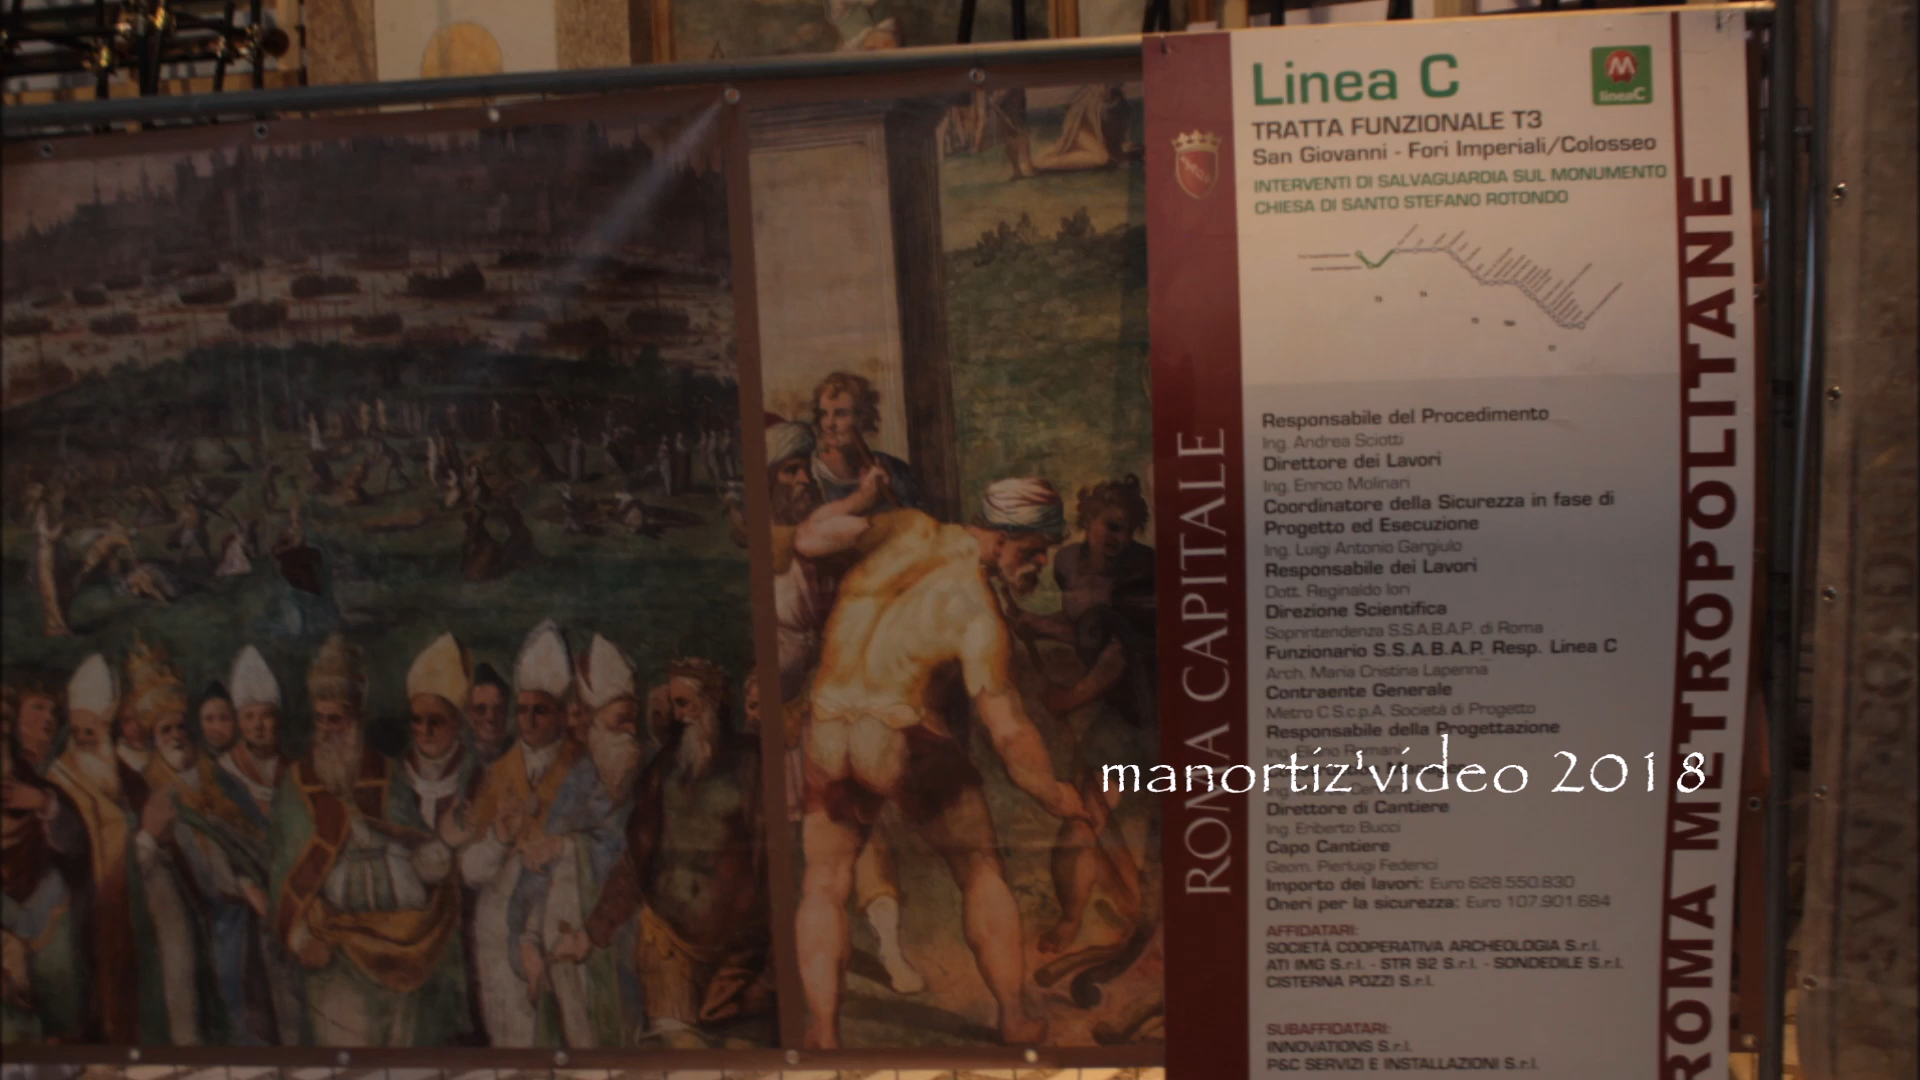 Linea C
M
lineaC
TRATTA FUNZIONALE T3
San Giovanni - Fori Imperiali/Colosseo
INTERVENTI DI SALVAGUARDIA SUL MONUMENTO
CHIESA DI SANTO STEFANO ROTONDO
Responsabile del Procedimento
Ing. Andrea Sciotti
Direttore dei Lavori
Ing. Enrico Molinari
Coordinatore della Sicurezza in fase di
Progetto ed Esecuzione
Ing. Luigi Antonio Gargiulo
Responsabile dei Lavori
Dott. Reginaldo Iori
Direzione Scientifica
Soprintendenza S.S.A.B.A.P. di Roma
Funzionario S.S.A.B.A.P. Resp. Linea C
Arch. Maria Cristina Lapenna
Contraente Generale
Metro C S.c.p.A. Società di Progetto
Responsabile della Progettazione
Ing. Romani
Ing.
Direttore di Cantiere
Ing. Eriberto Bucci
Capo Cantiere
Geom. Pierluigi Federici
Importo dei lavori: Euro 628.550.830
Oneri per la sicurezza: Euro 107.901.684
AFFIDATARI:
SOCIETÀ COOPERATIVA ARCHEOLOGIA S.r.l.
ATI IMG S.r.l. - STR 92 S.r.l. - SONDEDILE S.r.l.
CISTERNA POZZI S.r.l.
SUBAFFIDATARI:
INNOVATIONS S.r.l.
P&C SERVIZI E INSTALLAZIONI S.r.l.
ROMA CAPITALE
ROMA METROPOLITANE
manortiz'video 2018